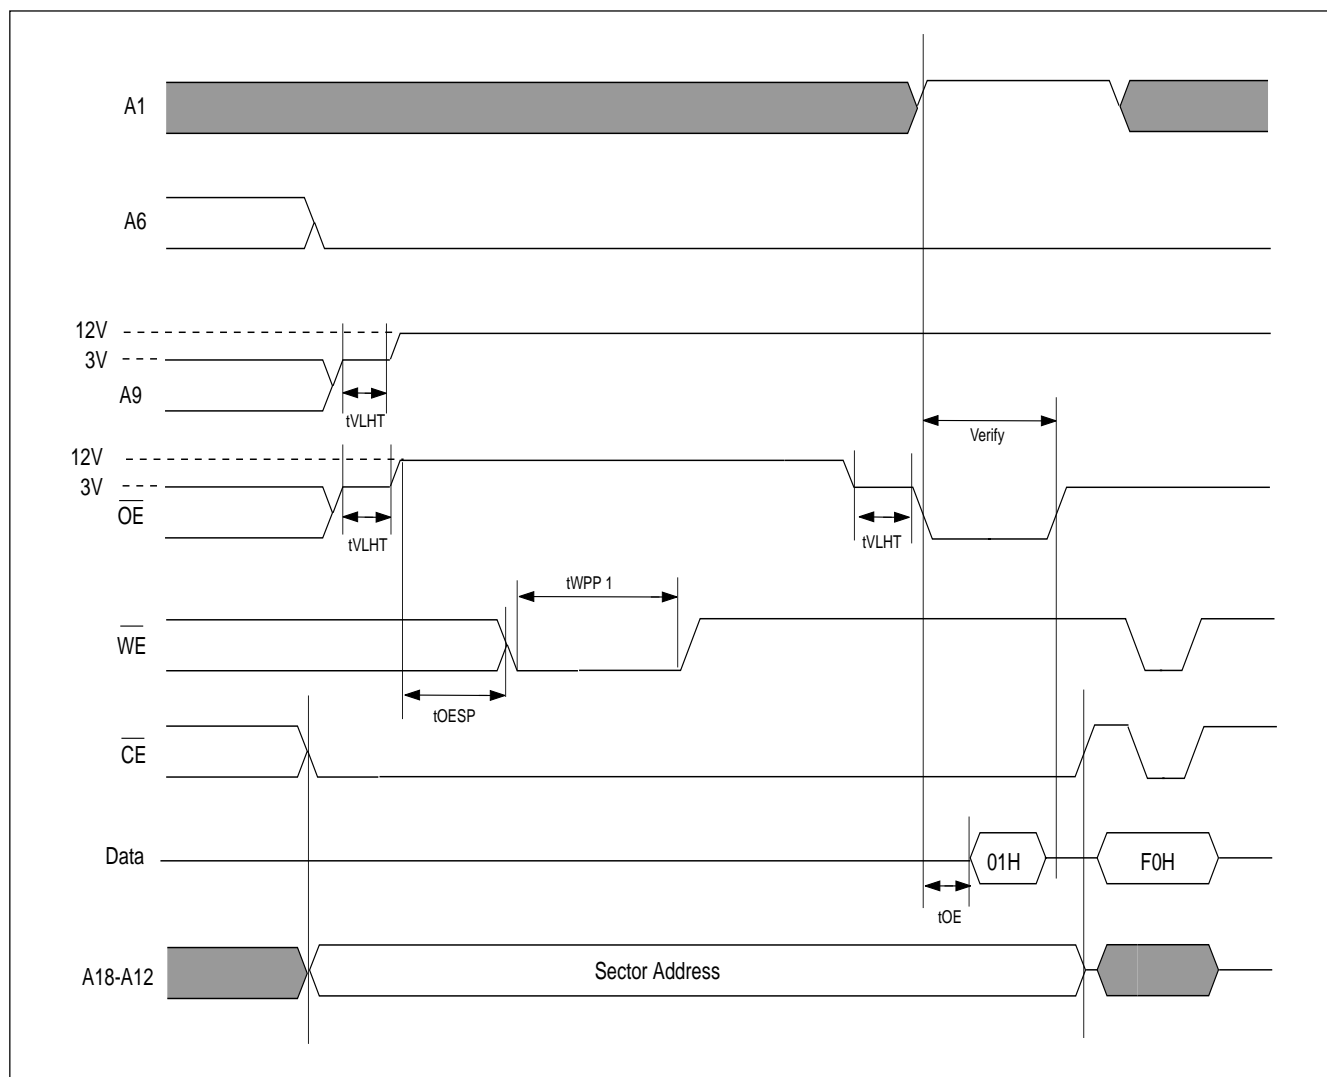 A1
A6
12V
3V
A9
tVLHT
Verify
12V
3V
OE
tVLHT
tVLHT
tWPP 1
WE
tOESP
CE
Data
01H
F0H
tOE
A18-A12
Sector Address